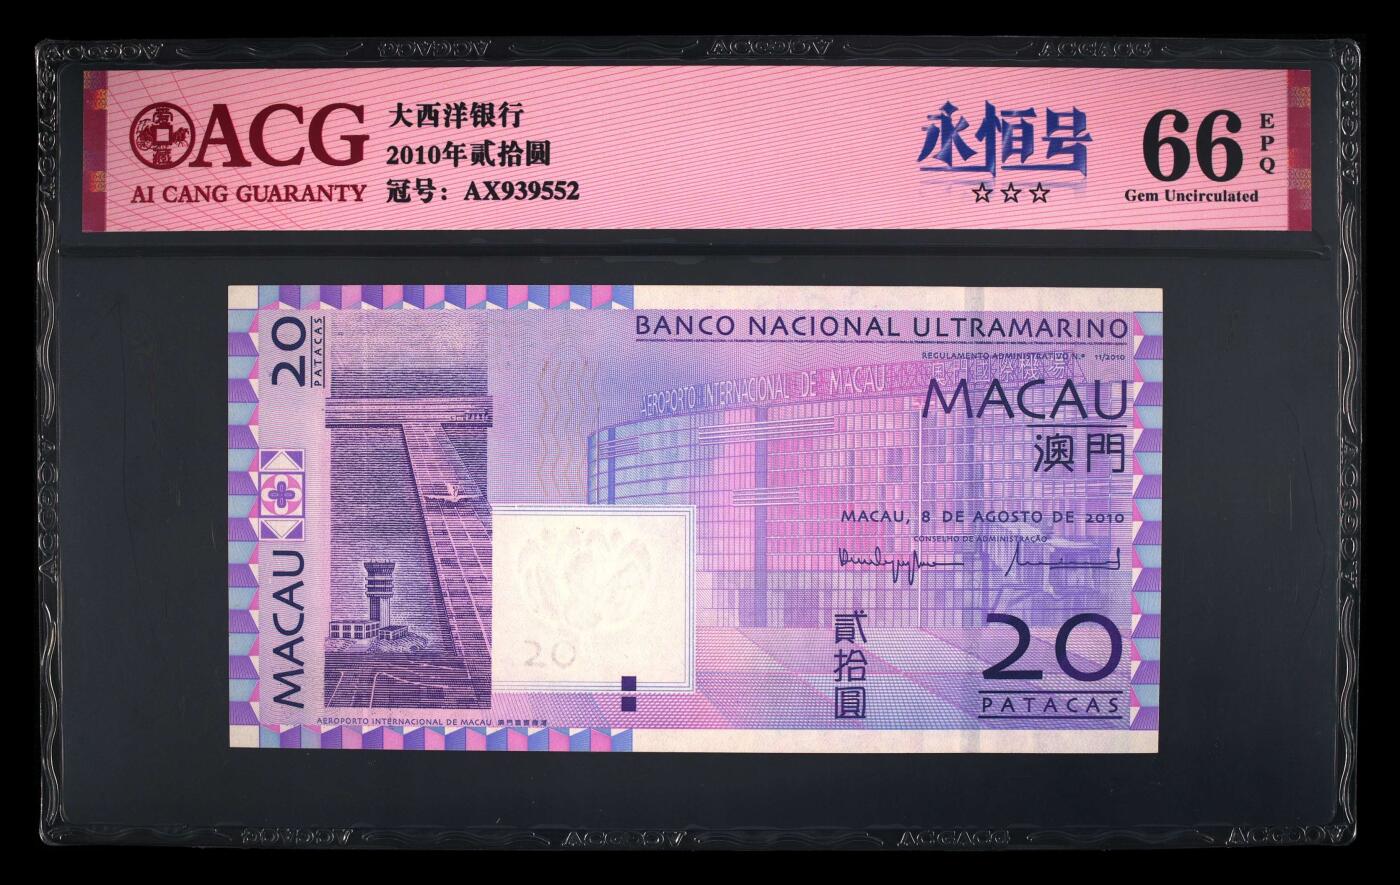 ACG
AI CANG GUARANTY
大西洋银行
2010年贰拾圆
冠号：AX939552
永恒号
☆☆☆
66
EPQ
Gem Uncirculated
BANCO NACIONAL ULTRAMARINO
REGULAMENTO ADMINISTRATIVO N.º 11/2010
20
PATACAS
AEROPORTO INTERNACIONAL DE MACAU
MACAU
澳門
MACAU, 8 DE AGOSTO DE 2010
CONSELHO DE ADMINISTRAÇÃO
MACAU
20
貳拾圓
20
PATACAS
AEROPORTO INTERNACIONAL DE MACAU 澳門國際機場